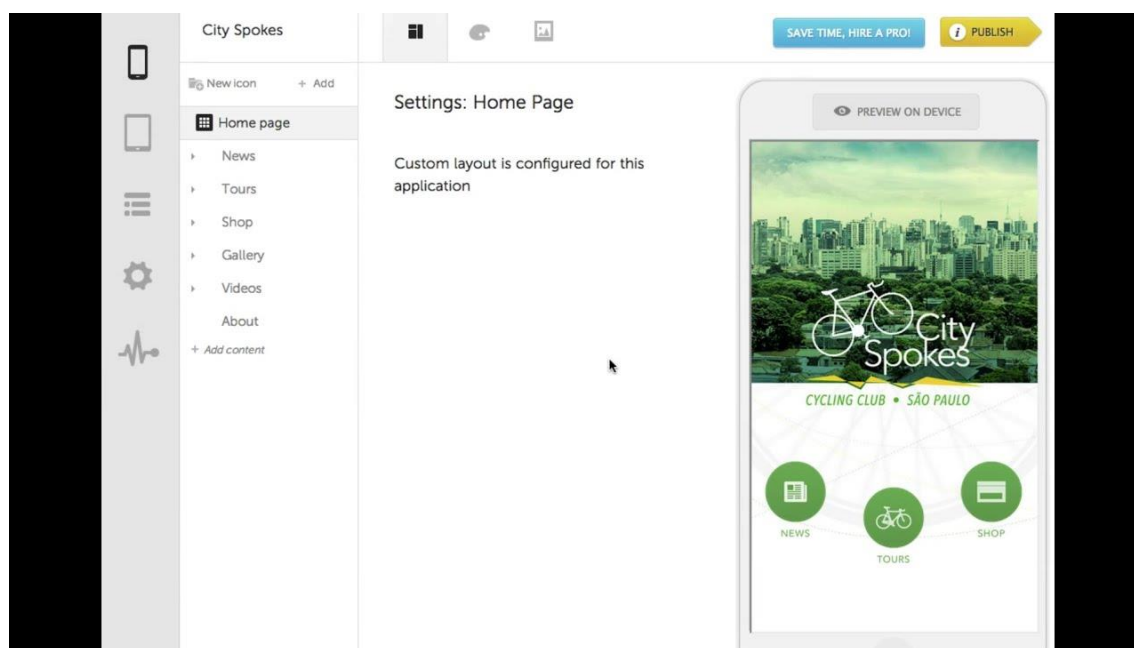 City Spokes
SAVE TIME, HIRE A PRO!
i PUBLISH
New icon
+ Add
Home page
News
Tours
Shop
Gallery
Videos
About
+ Add content
Settings: Home Page
Custom layout is configured for this
application
PREVIEW ON DEVICE
City
Spokes
CYCLING CLUB • SÃO PAULO
NEWS
TOURS
SHOP